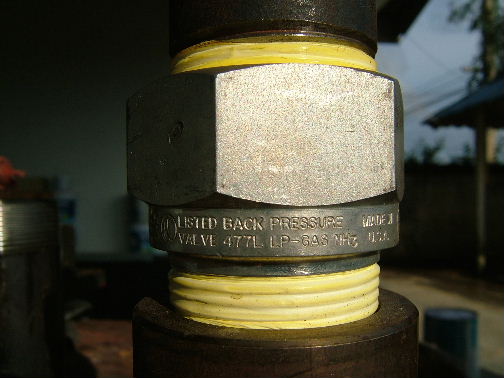 LISTED BACK PRESSURE MADE IN
VALVE 477L LP-GAS NH3 U.S.A.